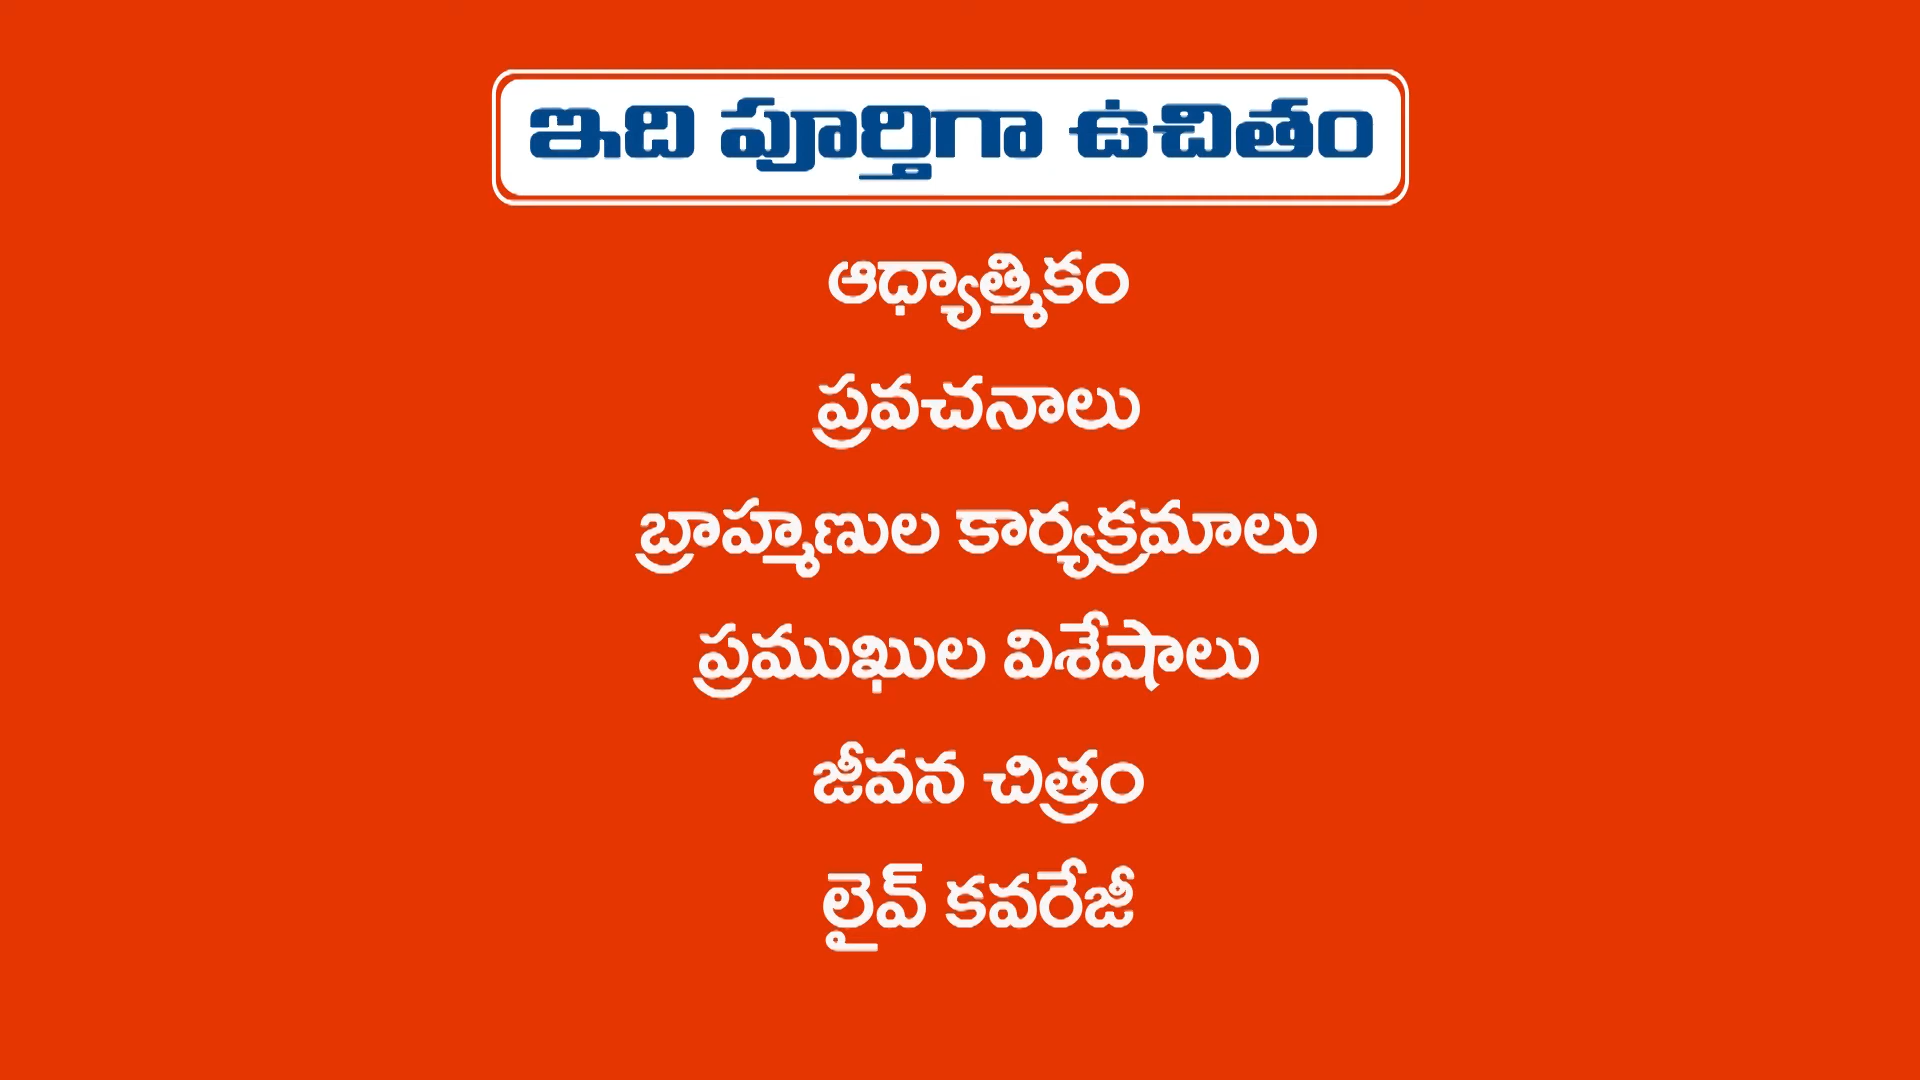 ఇది పూర్తిగా ఉచితం
ఆధ్యాత్మికం
ప్రవచనాలు
బ్రాహ్మణుల కార్యక్రమాలు
ప్రముఖుల విశేషాలు
జీవన చిత్రం
లైవ్ కవరేజీ